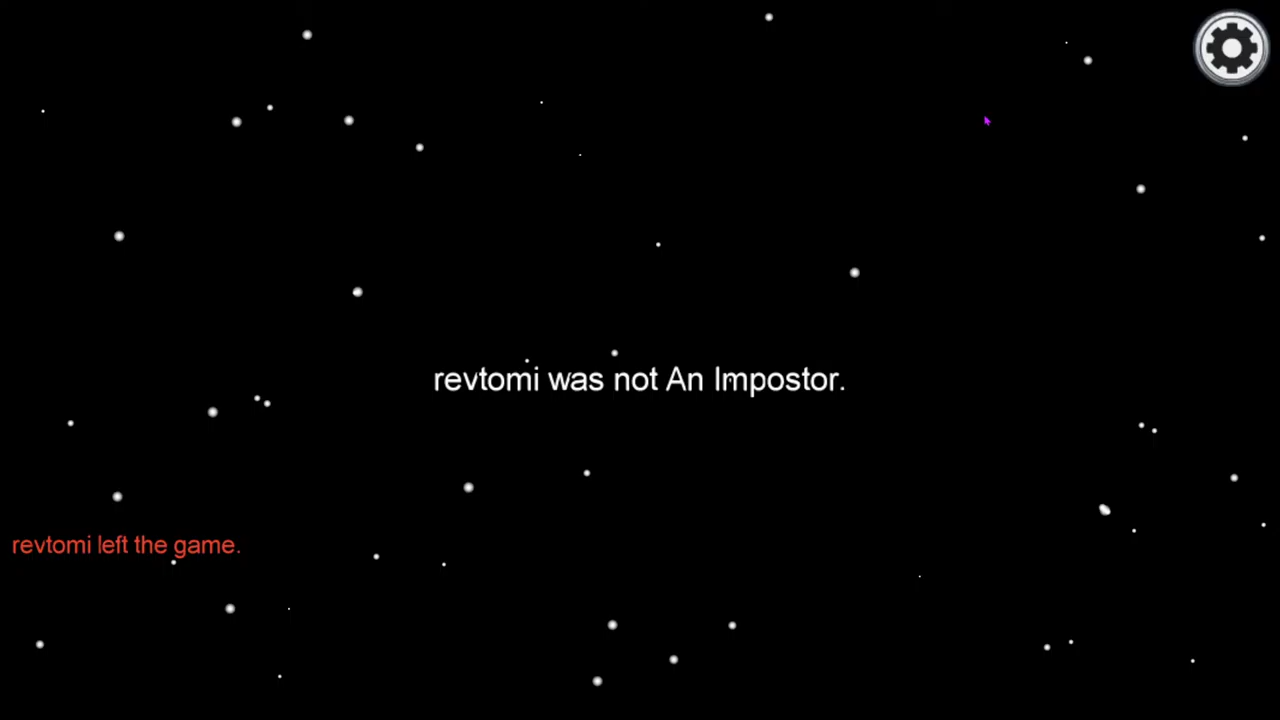 revtomi was not An Impostor.
revtomi left the game.